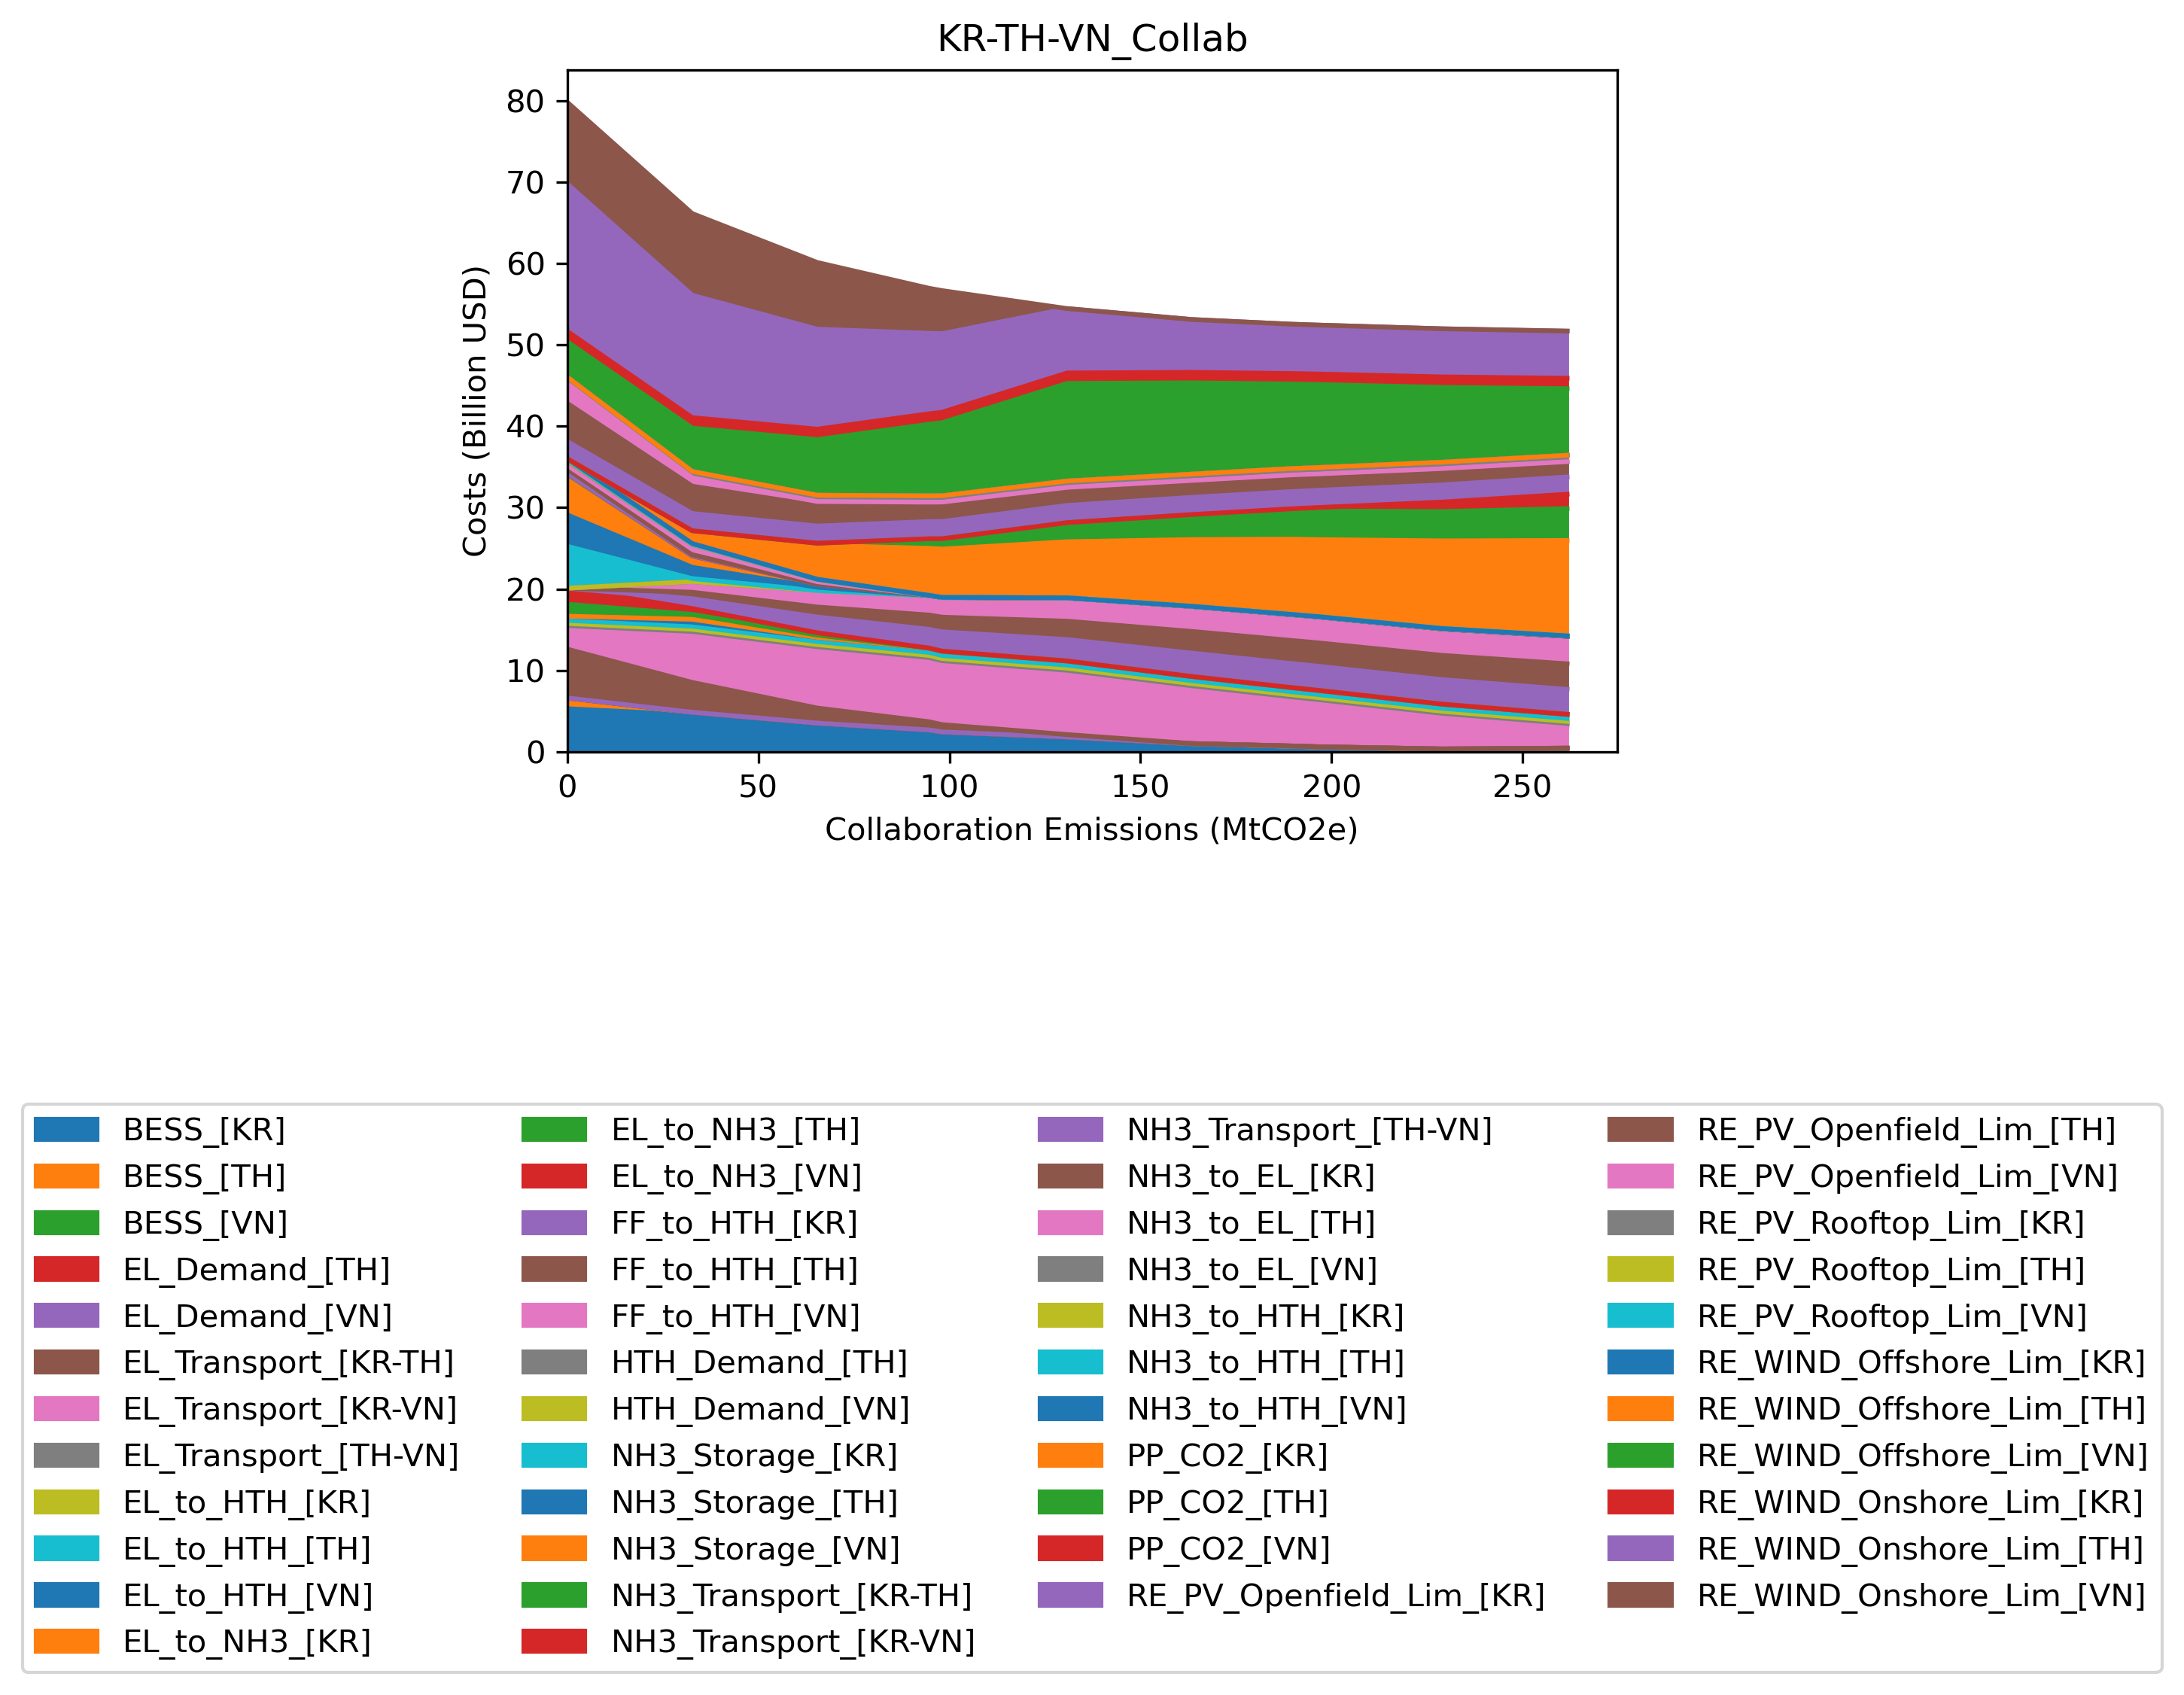 KR-TH-VN_Collab
Costs (Billion USD)
80
70
60
50
40
30
20
10
0
0 50 100 150 200 250
Collaboration Emissions (MtCO2e)
BESS_[KR]
BESS_[TH]
BESS_[VN]
EL_Demand_[TH]
EL_Demand_[VN]
EL_Transport_[KR-TH]
EL_Transport_[KR-VN]
EL_Transport_[TH-VN]
EL_to_HTH_[KR]
EL_to_HTH_[TH]
EL_to_HTH_[VN]
EL_to_NH3_[KR]
EL_to_NH3_[TH]
EL_to_NH3_[VN]
FF_to_HTH_[KR]
FF_to_HTH_[TH]
FF_to_HTH_[VN]
HTH_Demand_[TH]
HTH_Demand_[VN]
NH3_Storage_[KR]
NH3_Storage_[TH]
NH3_Storage_[VN]
NH3_Transport_[KR-TH]
NH3_Transport_[KR-VN]
NH3_Transport_[TH-VN]
NH3_to_EL_[KR]
NH3_to_EL_[TH]
NH3_to_EL_[VN]
NH3_to_HTH_[KR]
NH3_to_HTH_[TH]
NH3_to_HTH_[VN]
PP_CO2_[KR]
PP_CO2_[TH]
PP_CO2_[VN]
RE_PV_Openfield_Lim_[KR]
RE_PV_Openfield_Lim_[TH]
RE_PV_Openfield_Lim_[VN]
RE_PV_Rooftop_Lim_[KR]
RE_PV_Rooftop_Lim_[TH]
RE_PV_Rooftop_Lim_[VN]
RE_WIND_Offshore_Lim_[KR]
RE_WIND_Offshore_Lim_[TH]
RE_WIND_Offshore_Lim_[VN]
RE_WIND_Onshore_Lim_[KR]
RE_WIND_Onshore_Lim_[TH]
RE_WIND_Onshore_Lim_[VN]